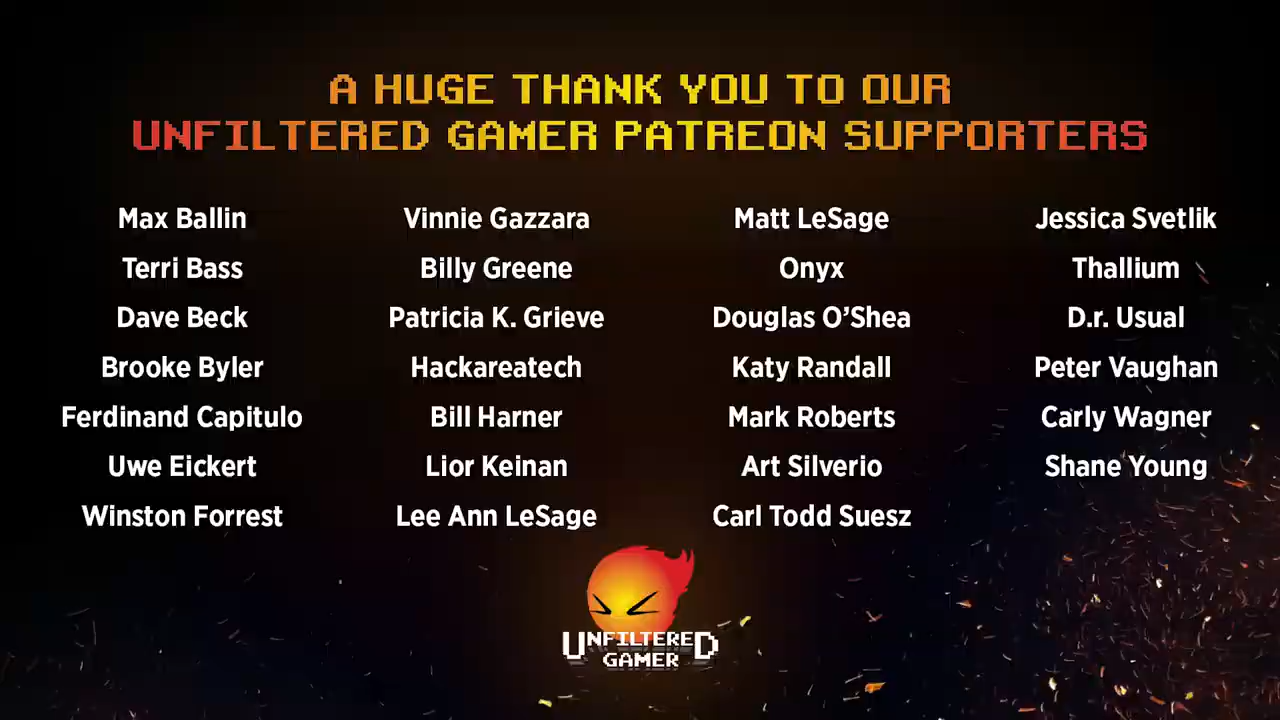 A HUGE THANK YOU TO OUR
UNFILTERED GAMER PATREON SUPPORTERS
Max Ballin
Terri Bass
Dave Beck
Brooke Byler
Ferdinand Capitulo
Uwe Eickert
Winston Forrest
Vinnie Gazzara
Billy Greene
Patricia K. Grieve
Hackareatech
Bill Harner
Lior Keinan
Lee Ann LeSage
Matt LeSage
Onyx
Douglas O’Shea
Katy Randall
Mark Roberts
Art Silverio
Carl Todd Suesz
Jessica Svetlik
Thallium
D.r. Usual
Peter Vaughan
Carly Wagner
Shane Young
UNFILTERED
GAMER